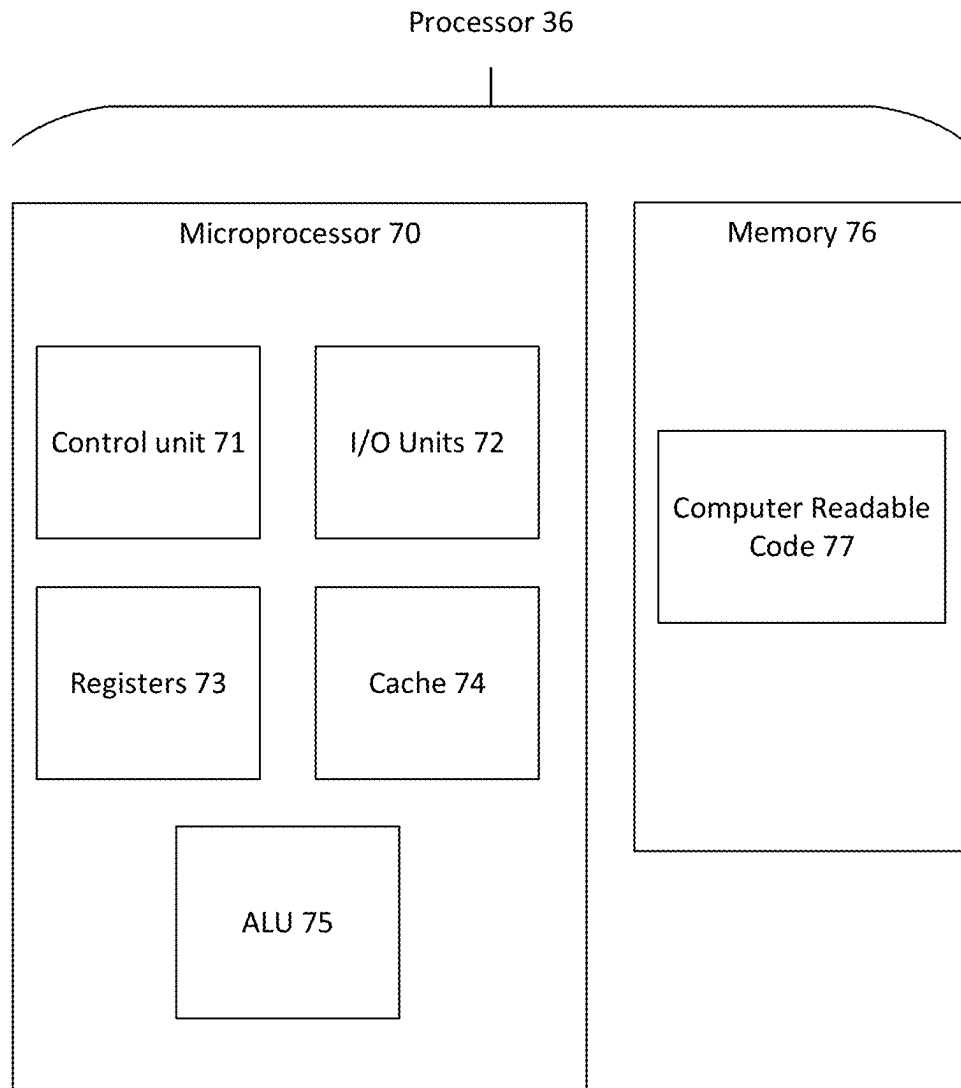 Processor 36
Microprocessor 70
Memory 76
Control unit 71
I/O Units 72
Computer Readable
Code 77
Registers 73
Cache 74
ALU 75